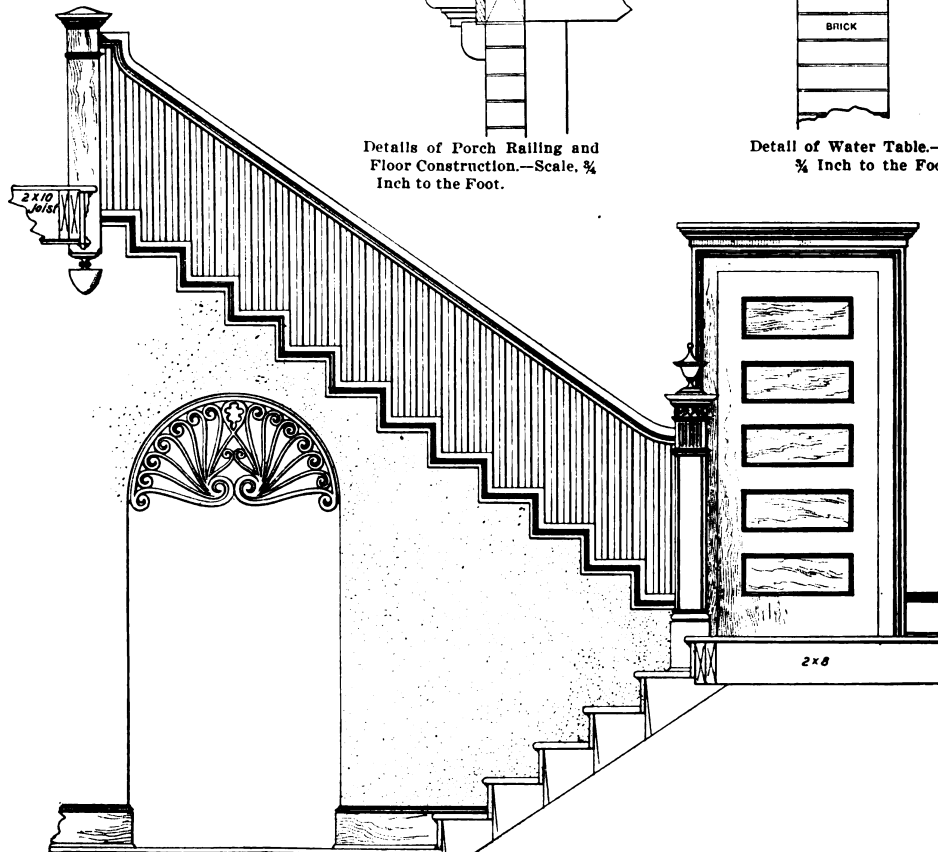 BRICK
Details of Porch Railing and
Floor Construction.—Scale, ¾
Inch to the Foot.
Detail of Water Table.—
¾ Inch to the Foo
2 x 10
joist
2 x 8